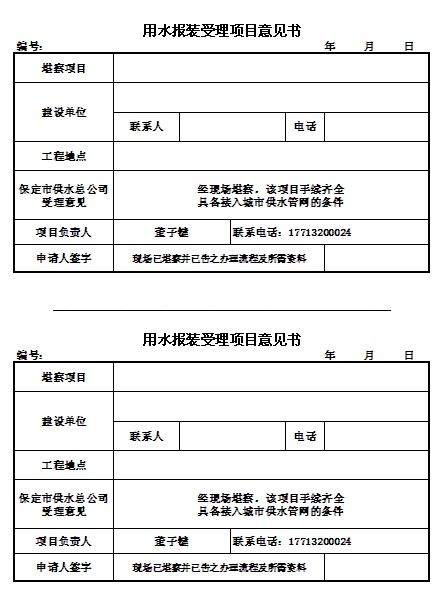 用水报装受理项目意见书
编号： 年 月 日
堪察项目
建设单位
联系人 电话
工程地点
保定市供水总公司
受理意见
经现场堪察，该项目手续齐全
具备接入城市供水管网的条件
项目负责人 董子健 联系电话：17713200024
申请人签字 现场已堪察并已告之办理流程及所需资料
用水报装受理项目意见书
编号： 年 月 日
堪察项目
建设单位
联系人 电话
工程地点
保定市供水总公司
受理意见
经现场堪察，该项目手续齐全
具备接入城市供水管网的条件
项目负责人 董子健 联系电话：17713200024
申请人签字 现场已堪察并已告之办理流程及所需资料